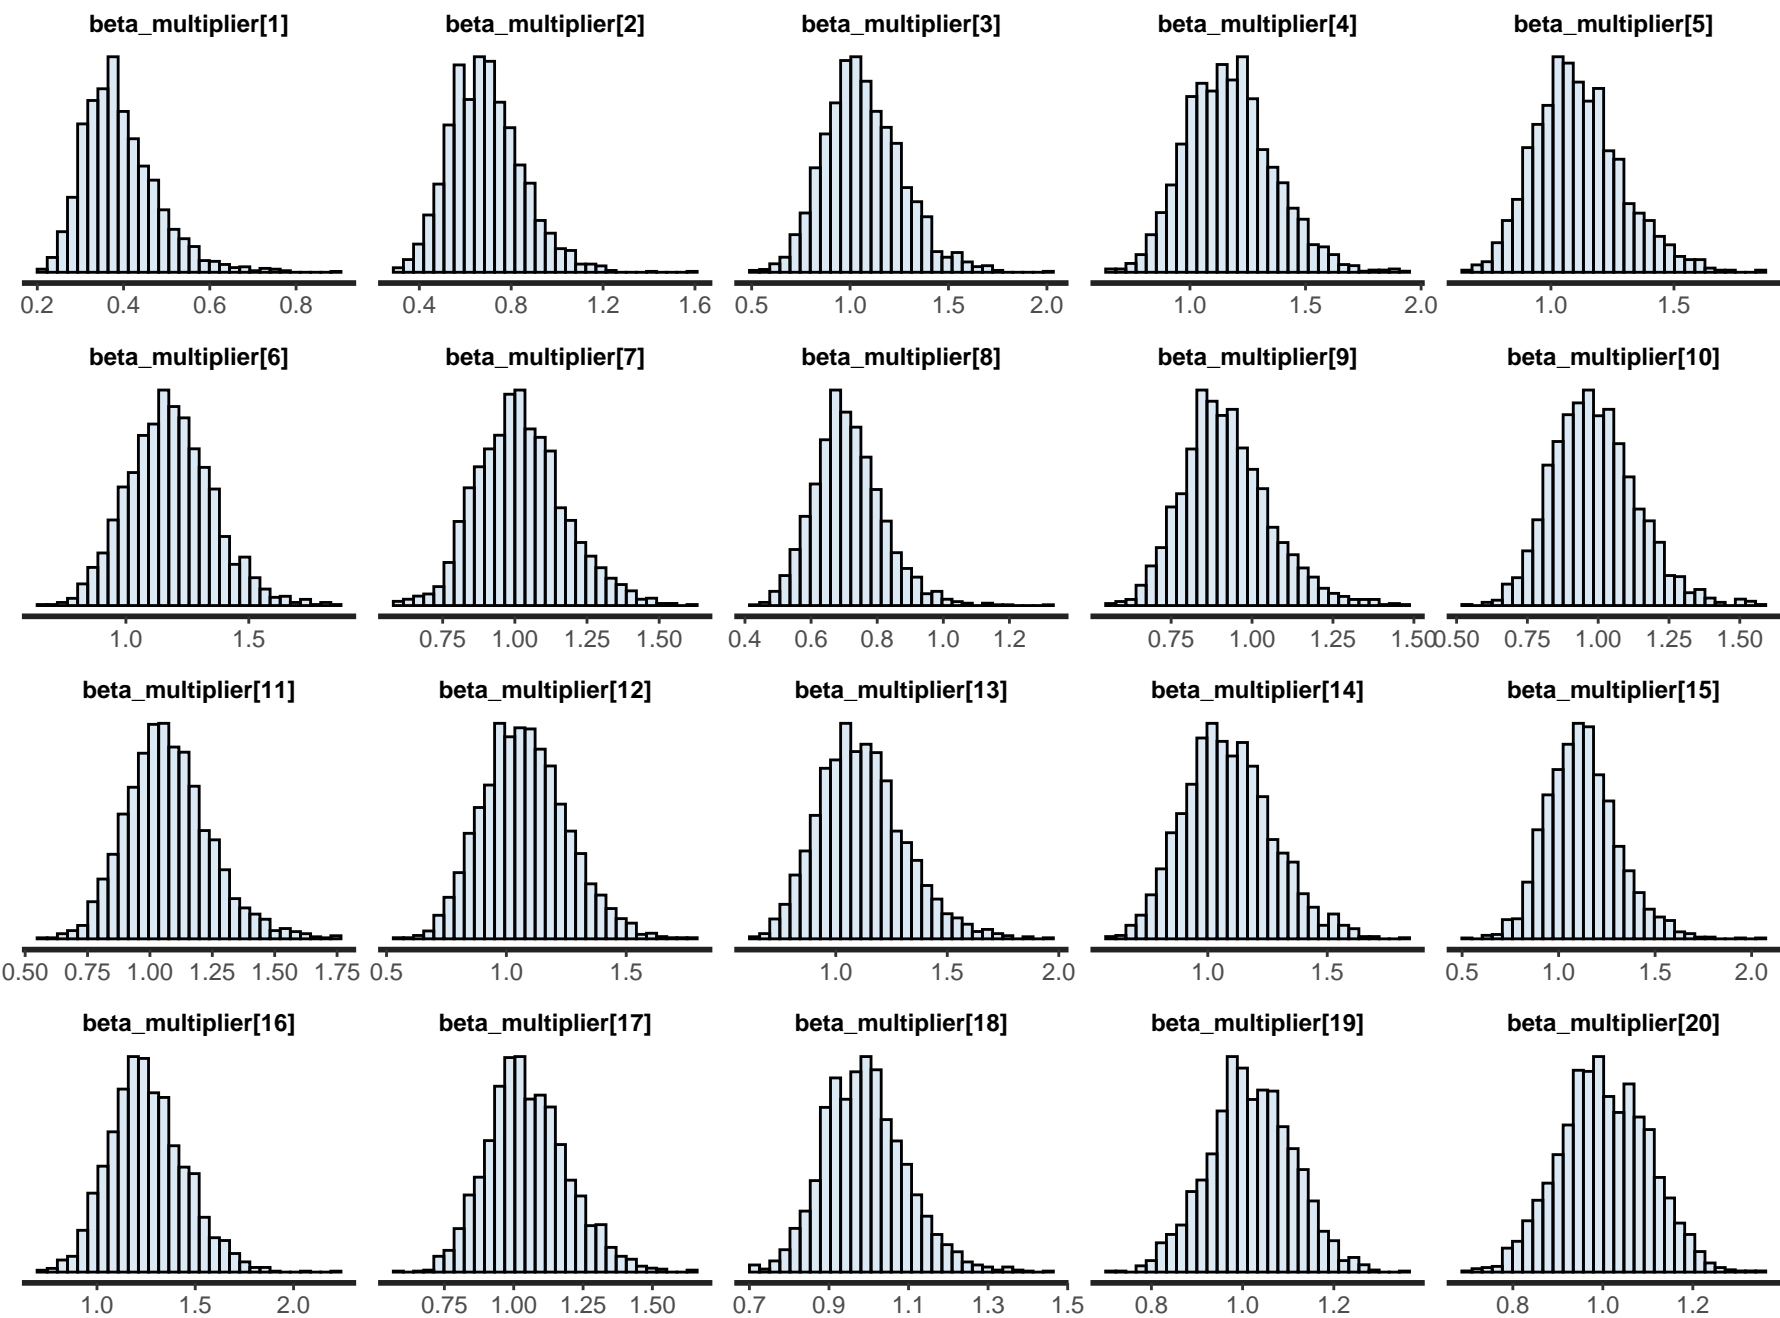 beta_multiplier[1] beta_multiplier[2] beta_multiplier[3] beta_multiplier[4] beta_multiplier[5]
0.2 0.4 0.6 0.8 0.4 0.8 1.2 1.6 0.5 1.0 1.5 2.0 1.0 1.5 2.0 1.0 1.5
beta_multiplier[6] beta_multiplier[7] beta_multiplier[8] beta_multiplier[9] beta_multiplier[10]
1.0 1.5 0.75 1.00 1.25 1.50 0.4 0.6 0.8 1.0 1.2 0.75 1.00 1.25 1.50 0.50 0.75 1.00 1.25 1.50
beta_multiplier[11] beta_multiplier[12] beta_multiplier[13] beta_multiplier[14] beta_multiplier[15]
0.50 0.75 1.00 1.25 1.50 1.75 0.5 1.0 1.5 1.0 1.5 2.0 1.0 1.5 0.5 1.0 1.5 2.0
beta_multiplier[16] beta_multiplier[17] beta_multiplier[18] beta_multiplier[19] beta_multiplier[20]
1.0 1.5 2.0 0.75 1.00 1.25 1.50 0.7 0.9 1.1 1.3 1.5 0.8 1.0 1.2 0.8 1.0 1.2